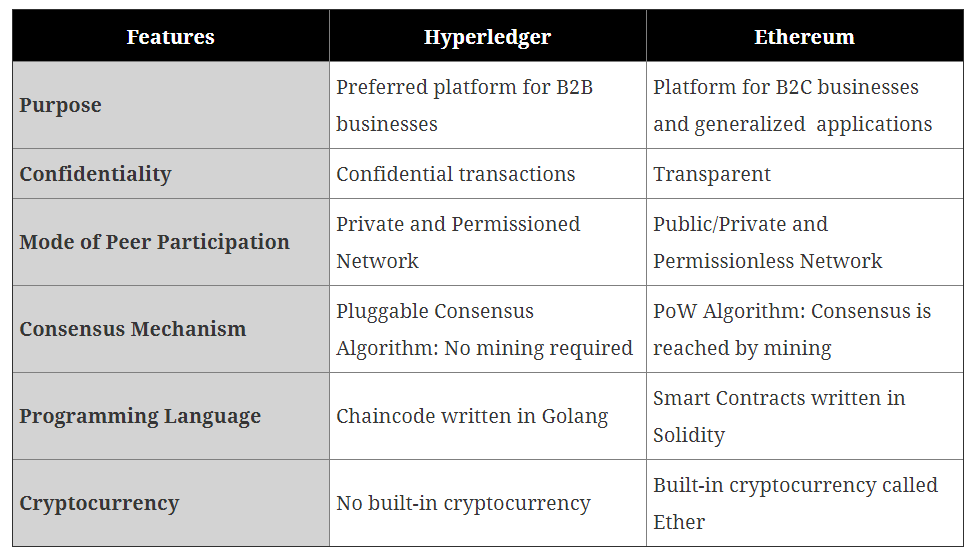 Features Hyperledger Ethereum
Purpose
Preferred platform for B2B
businesses
Platform for B2C businesses
and generalized  applications
Confidentiality
Confidential transactions
Transparent
Mode of Peer Participation
Private and Permissioned
Network
Public/Private and
Permissionless Network
Consensus Mechanism
Pluggable Consensus
Algorithm: No mining required
PoW Algorithm: Consensus is
reached by mining
Programming Language
Chaincode written in Golang
Smart Contracts written in
Solidity
Cryptocurrency
No built-in cryptocurrency
Built-in cryptocurrency called
Ether